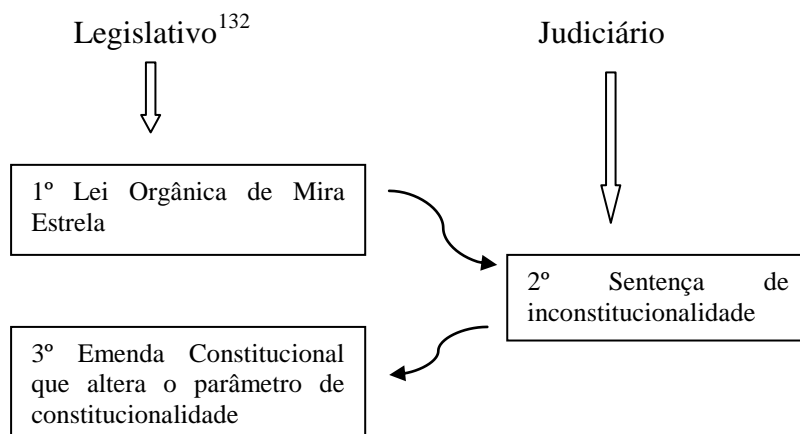 Legislativo132
Judiciário
1º Lei Orgânica de Mira
Estrela
2º Sentença de
inconstitucionalidade
3º Emenda Constitucional
que altera o parâmetro de
constitucionalidade